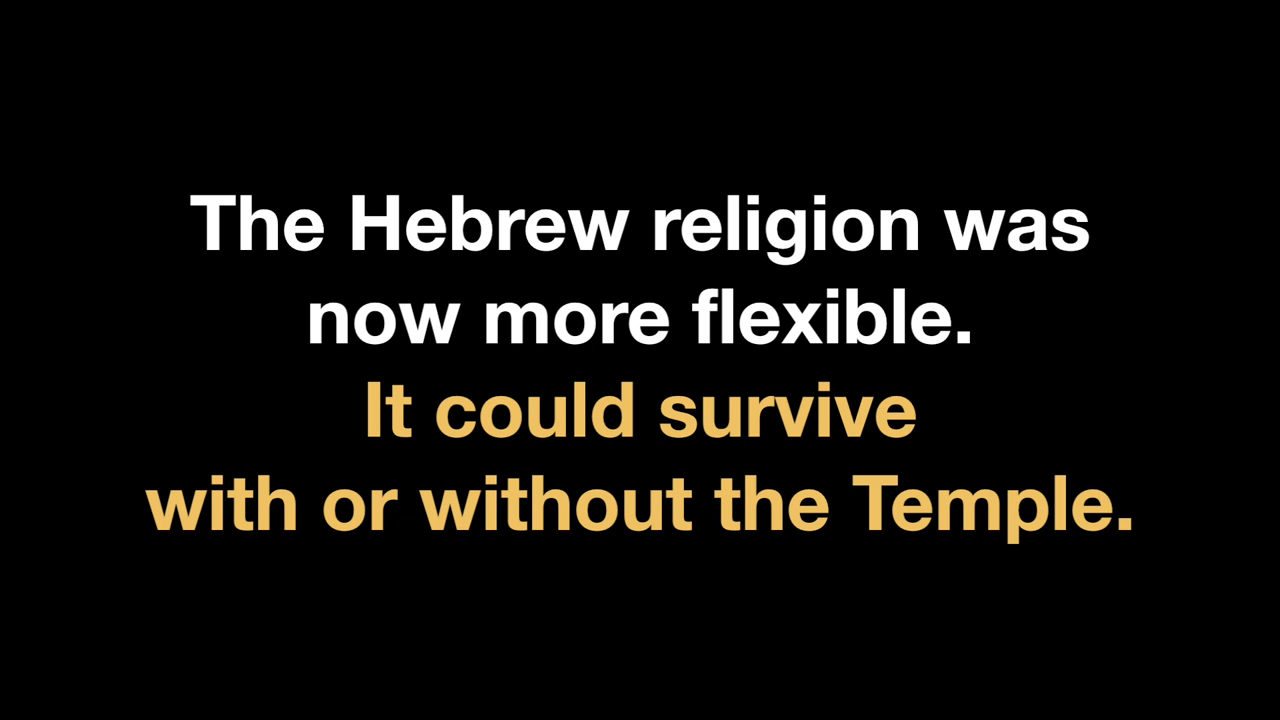 The Hebrew religion was
now more flexible.
It could survive
with or without the Temple.